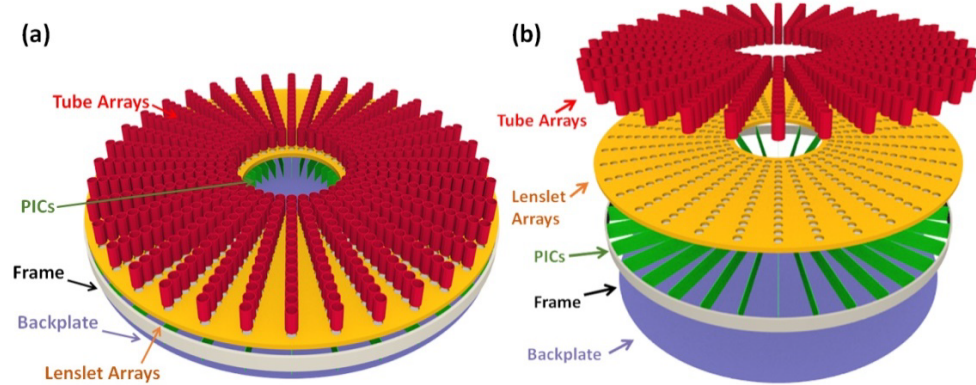 (a)
Tube Arrays
PICs
Frame
Backplate
Lenslet Arrays
(b)
Tube Arrays
Lenslet
Arrays
PICs
Frame
Backplate